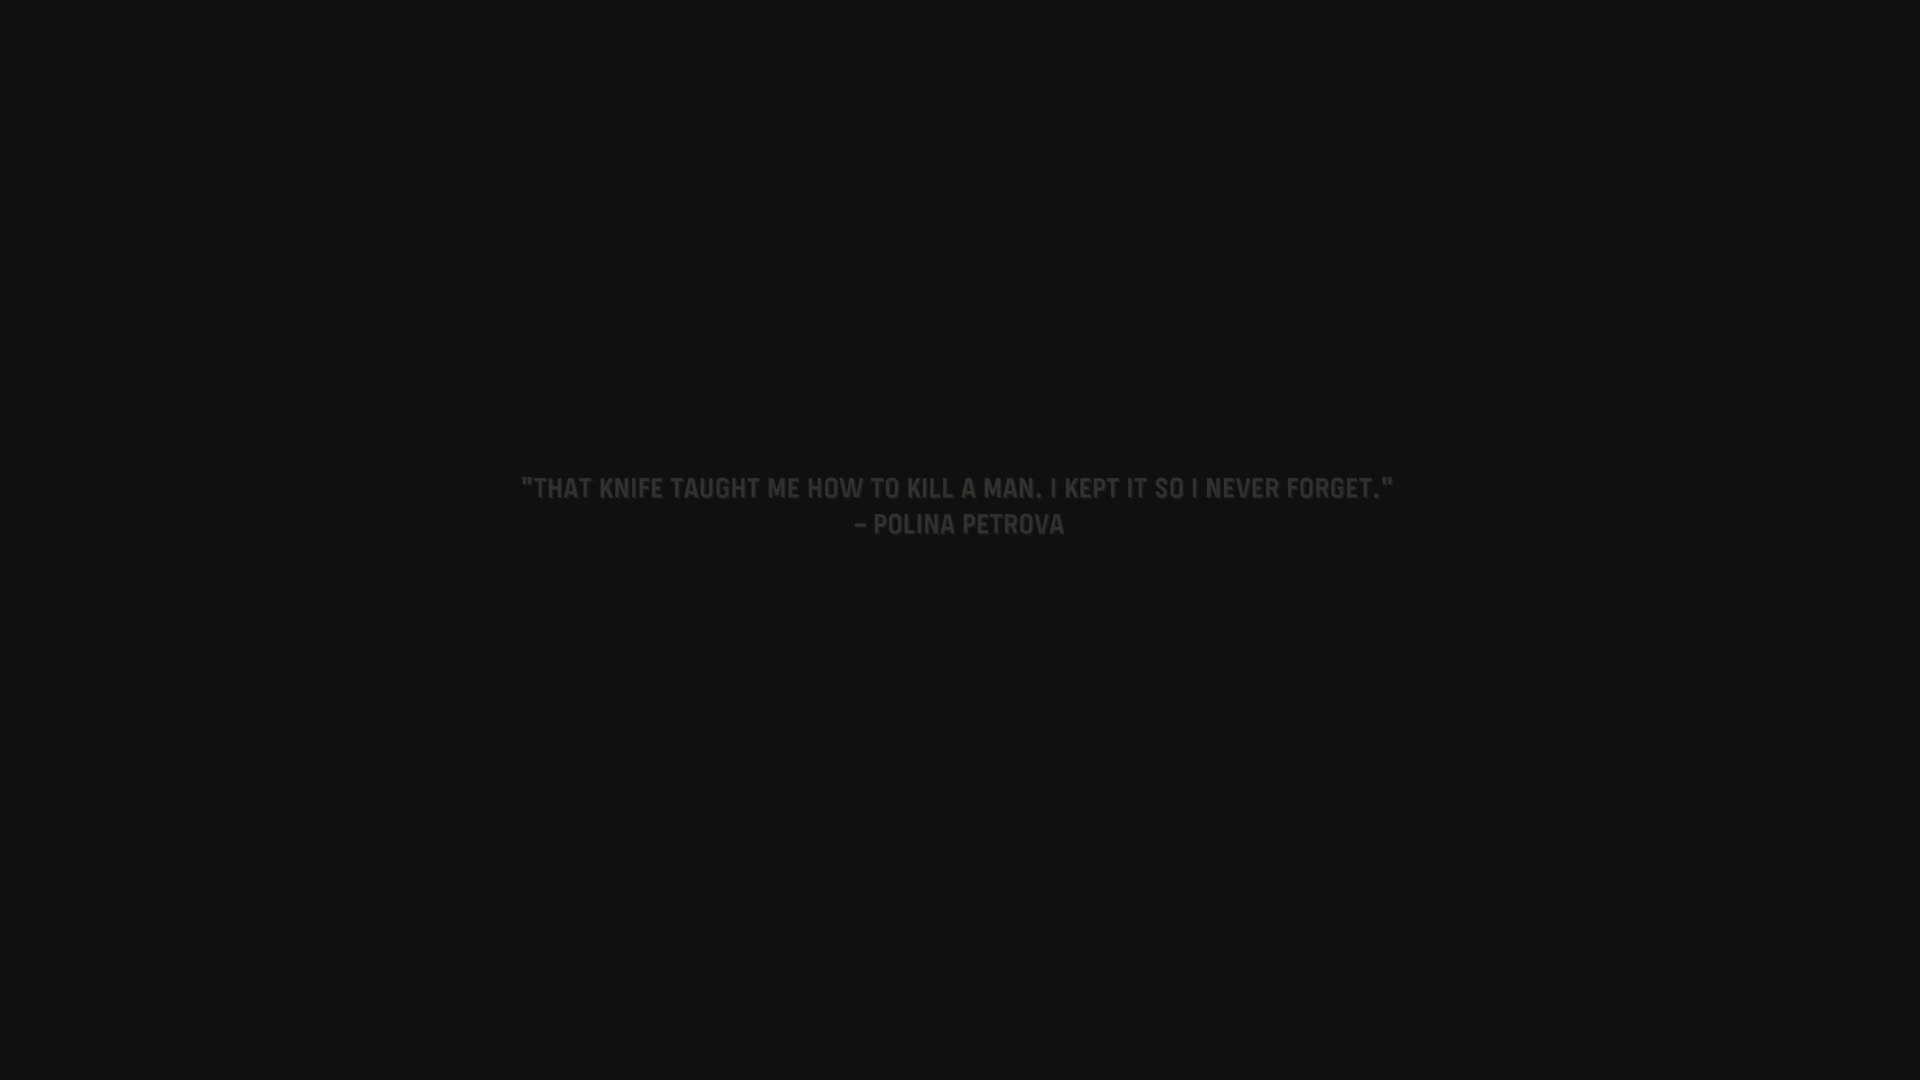 "THAT KNIFE TAUGHT ME HOW TO KILL A MAN. I KEPT IT SO I NEVER FORGET."
– POLINA PETROVA